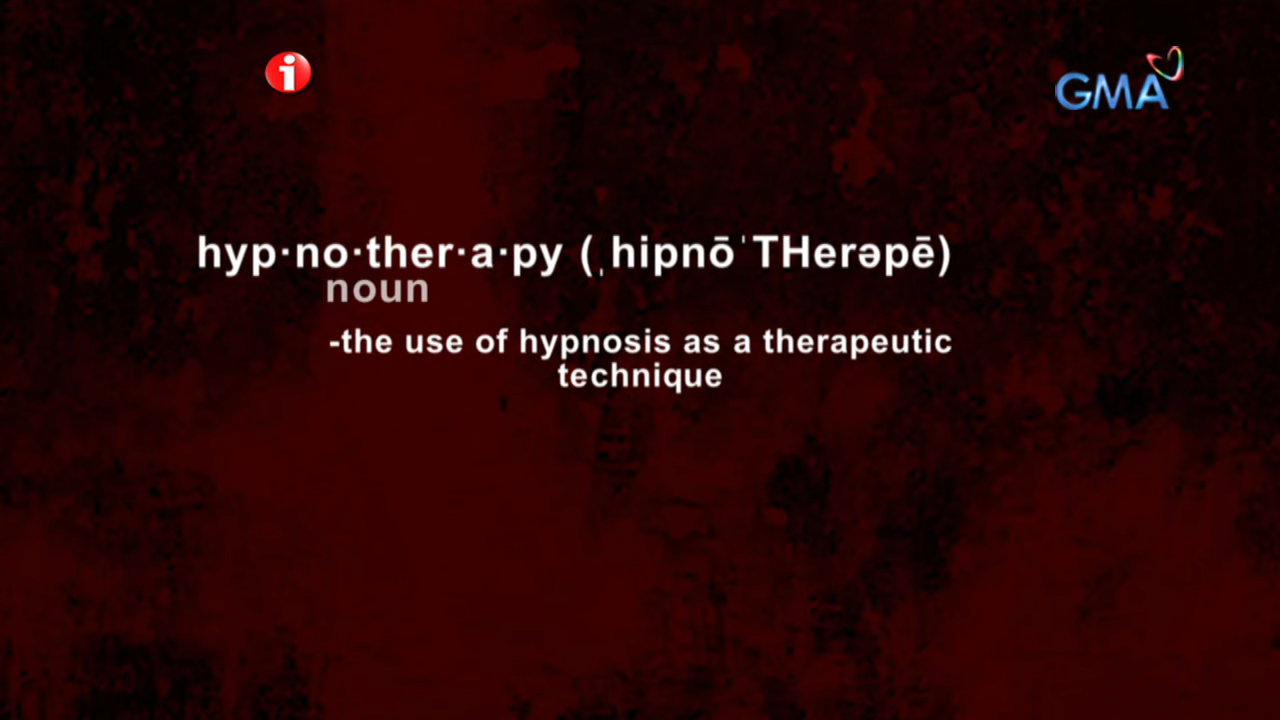 i
GMA
hyp·no·ther·a·py (ˌhipnōˈTHerəpē)
noun
-the use of hypnosis as a therapeutic
technique